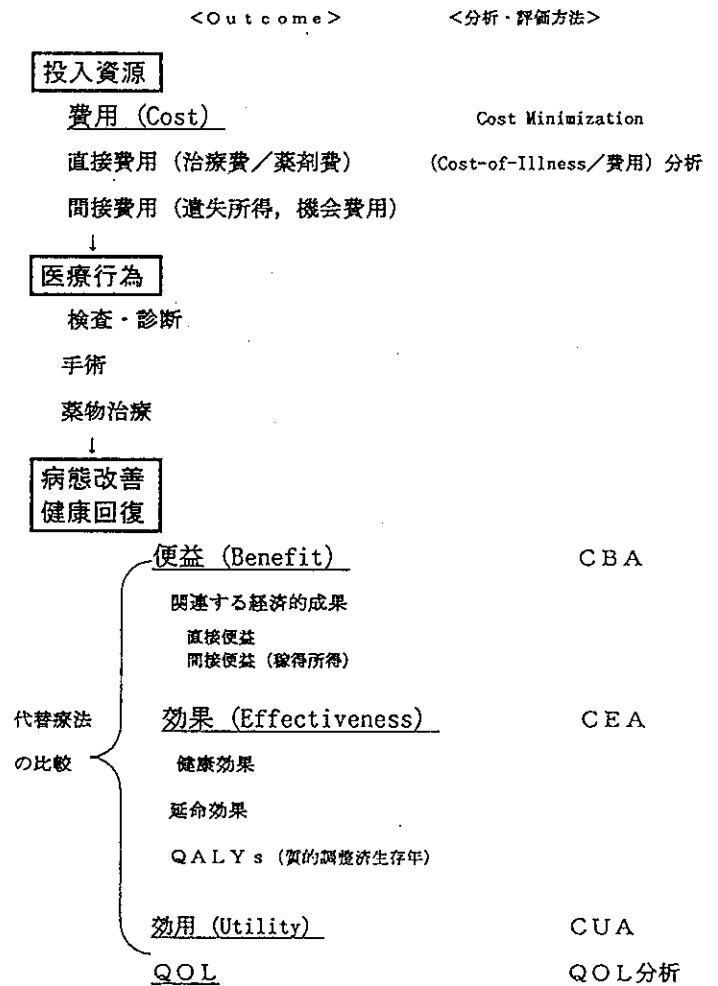 <Outcome> <分析・評価方法>
投入資源
費用 (Cost) Cost Minimization
直接費用 (治療費/薬剤費) (Cost-of-Illness/費用) 分析
間接費用 (遺失所得, 機会費用)
↓
医療行為
検査・診断
手術
薬物治療
↓
病態改善
健康回復
便益 (Benefit) CBA
関連する経済的成果
直接便益
間接便益 (稼得所得)
代替療法 効果 (Effectiveness) CEA
の比較 健康効果
延命効果
QALYs (質的調整済生存年)
効用 (Utility) CUA
QOL QOL分析